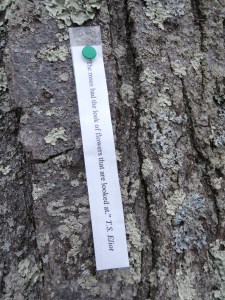 the roses had the look of flowers that are looked at." T.S. Eliot